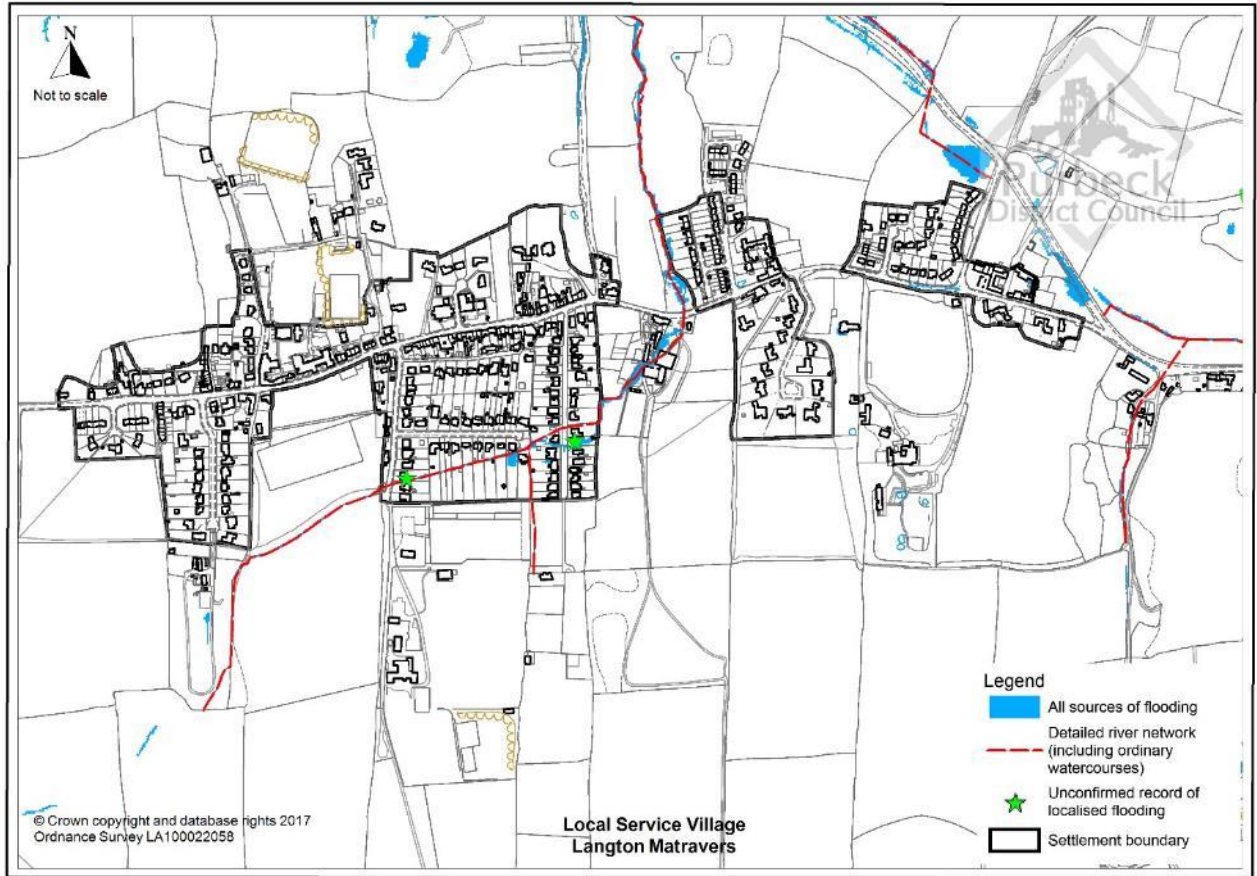 N
Not to scale
Purbeck
District Council
Legend
All sources of flooding
Detailed river network
(including ordinary
watercourses)
Unconfirmed record of
localised flooding
Settlement boundary
© Crown copyright and database rights 2017
Ordnance Survey LA100022058
Local Service Village
Langton Matravers